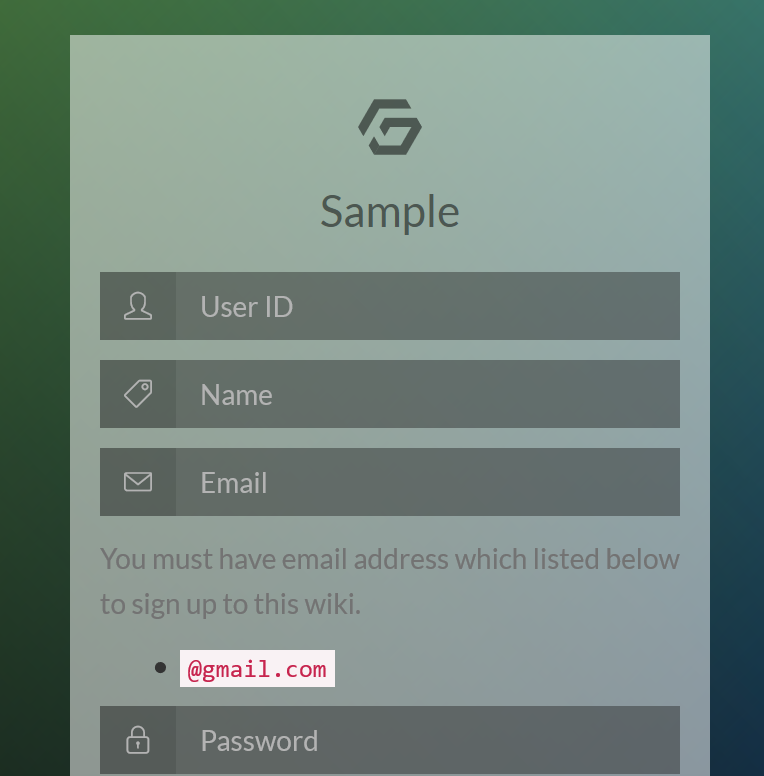 Sample
User ID
Name
Email
You must have email address which listed below
to sign up to this wiki.
@gmail.com
Password